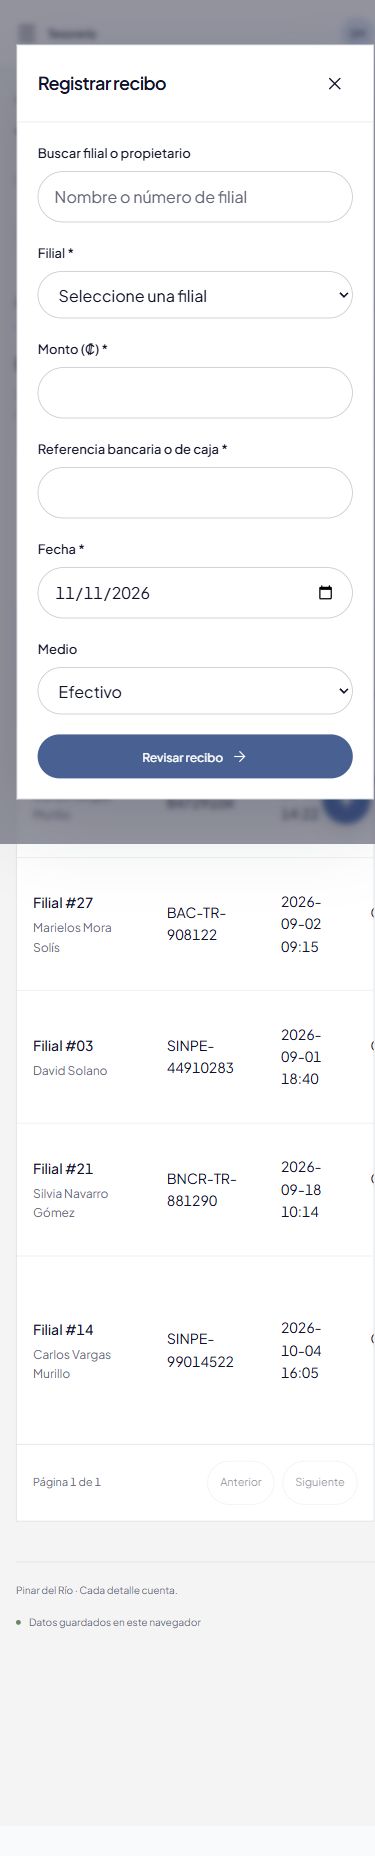 Tesorería
Registrar recibo
Buscar filial o propietario
Nombre o número de filial
Filial *
Seleccione una filial
Monto (₡) *
Referencia bancaria o de caja *
Fecha *
11/11/2026
Medio
Efectivo
Revisar recibo →
Filial #27
Marielos Mora
Solís
BAC-TR-
908122
2026-
09-02
09:15
Filial #03
David Solano
SINPE-
44910283
2026-
09-01
18:40
Filial #21
Silvia Navarro
Gómez
BNCR-TR-
881290
2026-
09-18
10:14
Filial #14
Carlos Vargas
Murillo
SINPE-
99014522
2026-
10-04
16:05
Página 1 de 1
Anterior
Siguiente
Pinar del Río · Cada detalle cuenta.
Datos guardados en este navegador